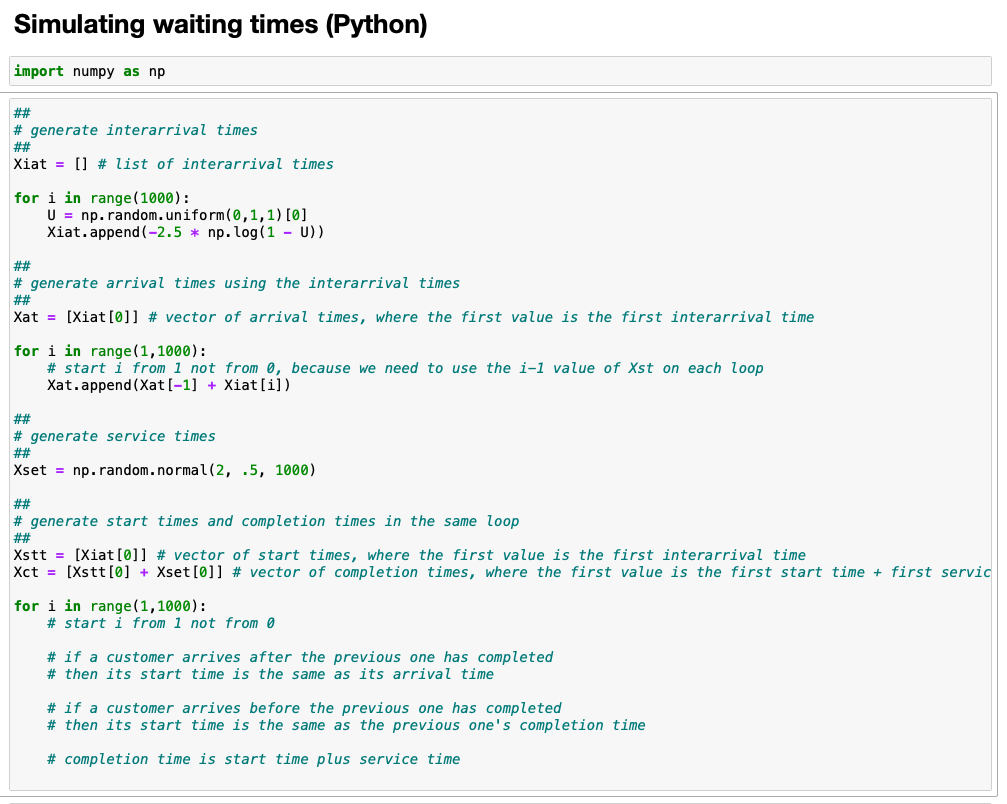 Simulating waiting times (Python)
import numpy as np
##
# generate interarrival times
##
Xiat = [] # list of interarrival times
for i in range(1000):
    U = np.random.uniform(0,1,1)[0]
    Xiat.append(-2.5 * np.log(1 - U))
##
# generate arrival times using the interarrival times
##
Xat = [Xiat[0]] # vector of arrival times, where the first value is the first interarrival time
for i in range(1,1000):
    # start i from 1 not from 0, because we need to use the i-1 value of Xst on each loop
    Xat.append(Xat[-1] + Xiat[i])
##
# generate service times
##
Xset = np.random.normal(2, .5, 1000)
##
# generate start times and completion times in the same loop
##
Xstt = [Xiat[0]] # vector of start times, where the first value is the first interarrival time
Xct = [Xstt[0] + Xset[0]] # vector of completion times, where the first value is the first start time + first servic
for i in range(1,1000):
    # start i from 1 not from 0
    # if a customer arrives after the previous one has completed
    # then its start time is the same as its arrival time
    # if a customer arrives before the previous one has completed
    # then its start time is the same as the previous one's completion time
    # completion time is start time plus service time